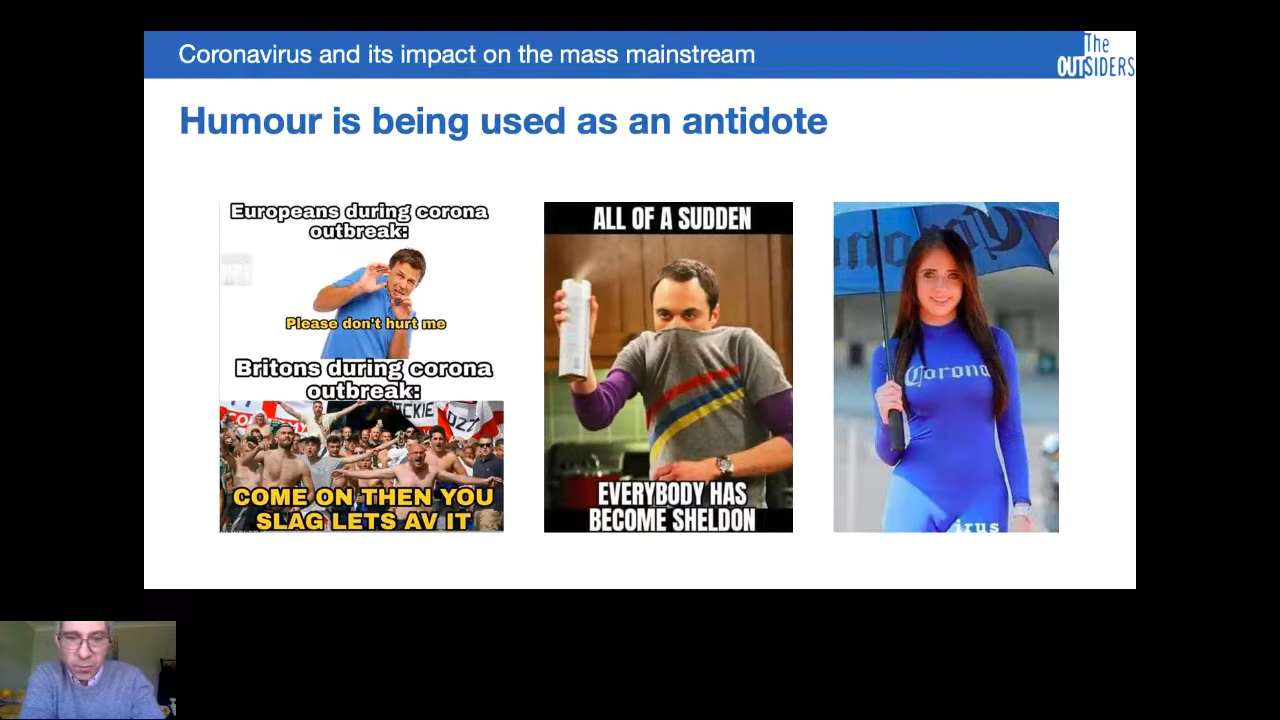 Coronavirus and its impact on the mass mainstream
The
OUTSIDERS
Humour is being used as an antidote
Europeans during corona
outbreak:
Please don't hurt me
Britons during corona
outbreak:
COME ON THEN YOU
SLAG LETS AV IT
ALL OF A SUDDEN
EVERYBODY HAS
BECOME SHELDON
Corona
Corona
irus